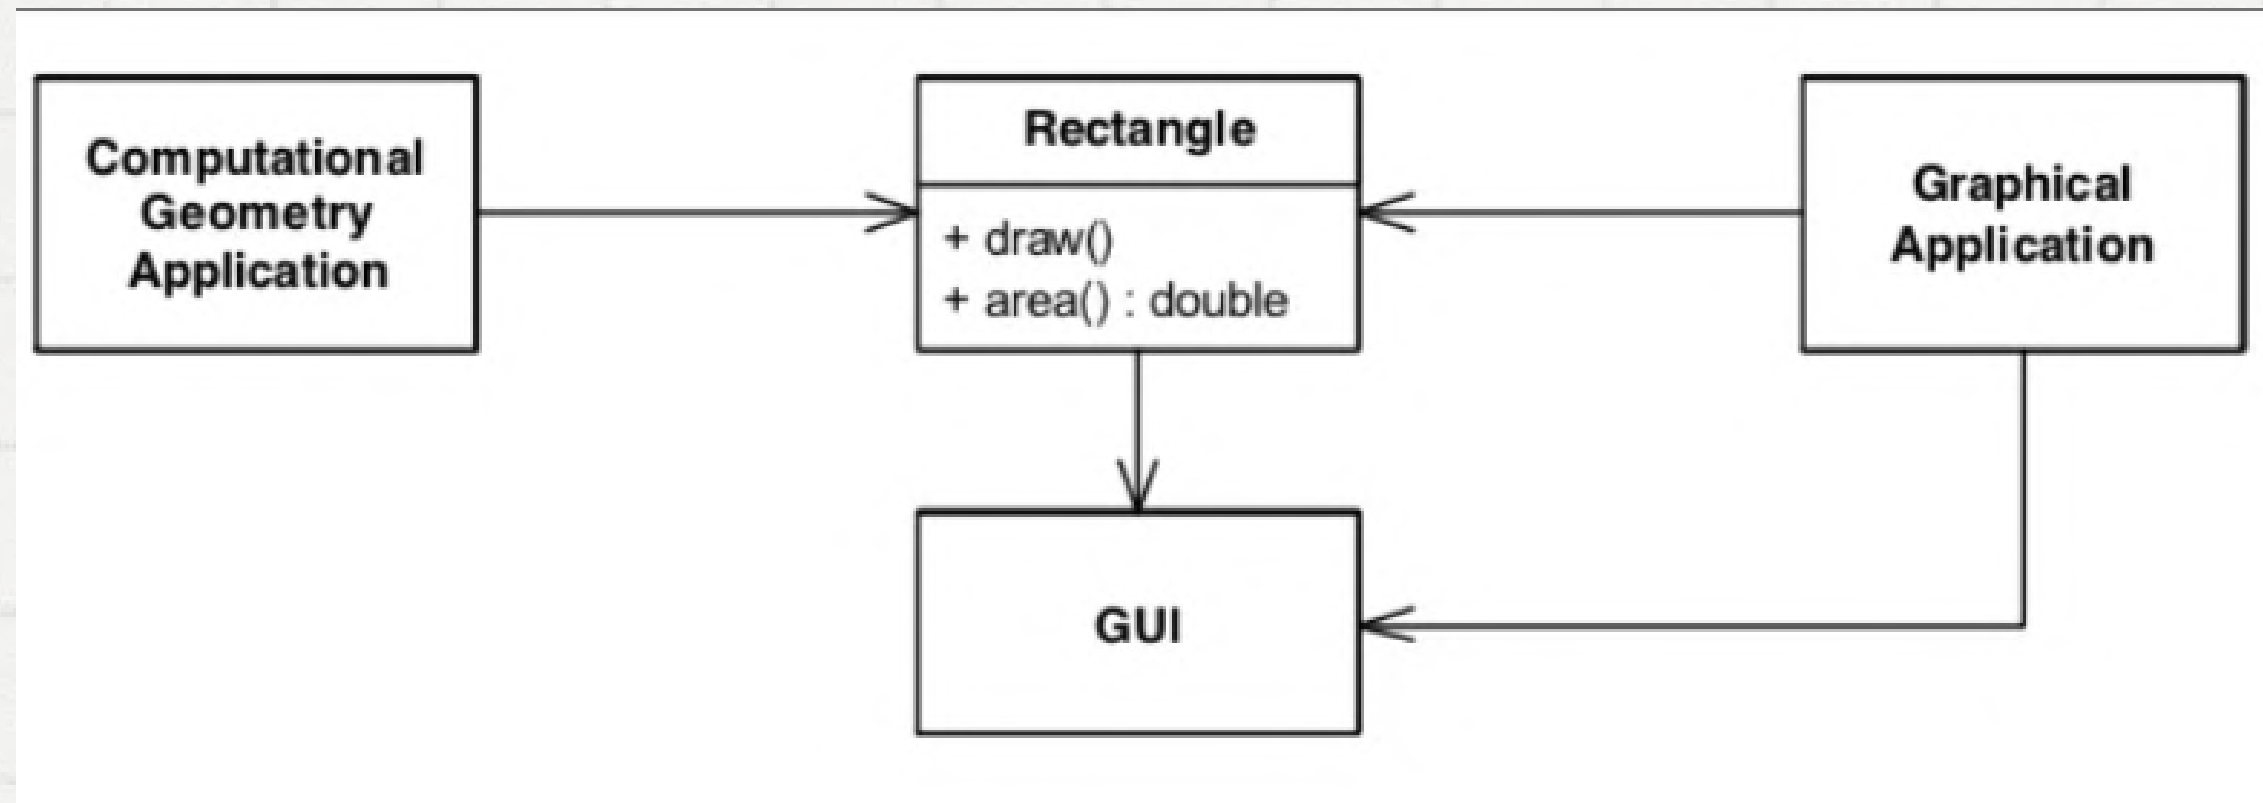 Computational
Geometry
Application
Rectangle
+ draw()
+ area() : double
Graphical
Application
GUI